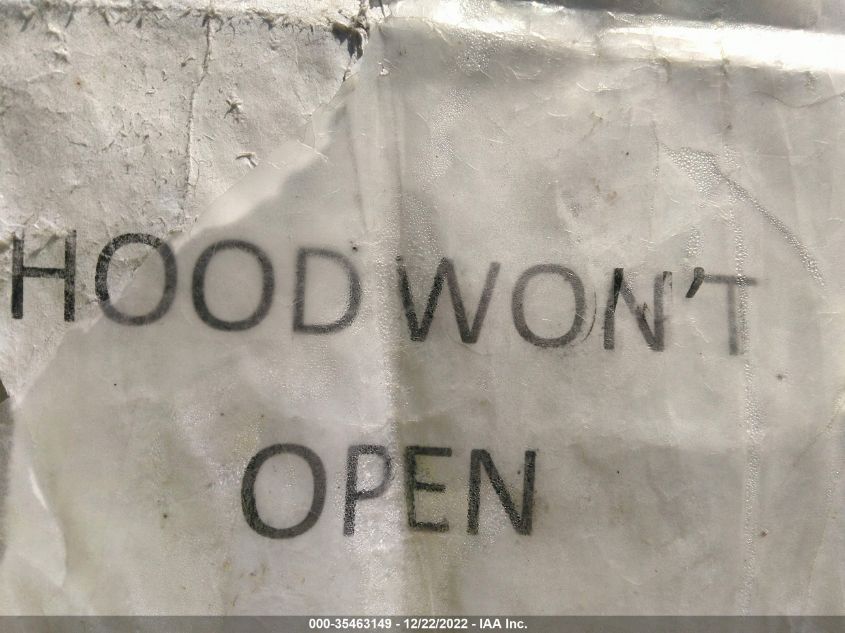 HOOD WON'T
OPEN
000-35463149 - 12/22/2022 - IAA Inc.